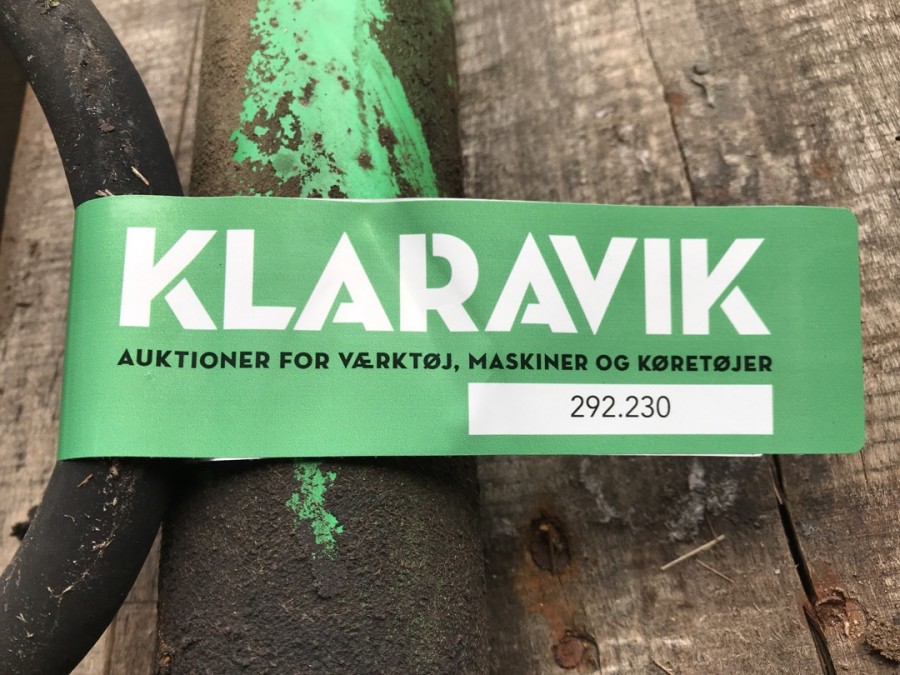 KLARAVIK
AUKTIONER FOR VÆRKTØJ, MASKINER OG KØRETØJER
292.230